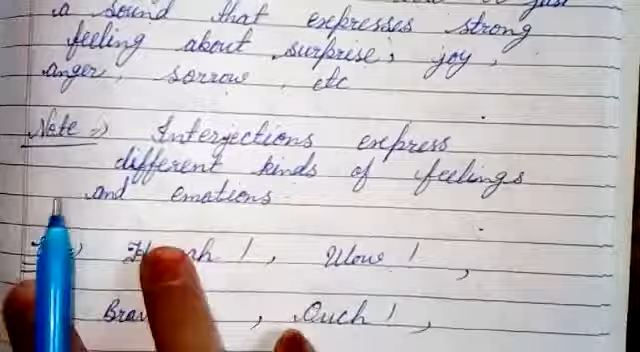 a sound that expresses strong
feeling about surprese, joy,
anger, sorrow, etc
Note => Interjections express
different kinds of feelings
and emotions.
! , Wow ! ,
, Ouch ! ,